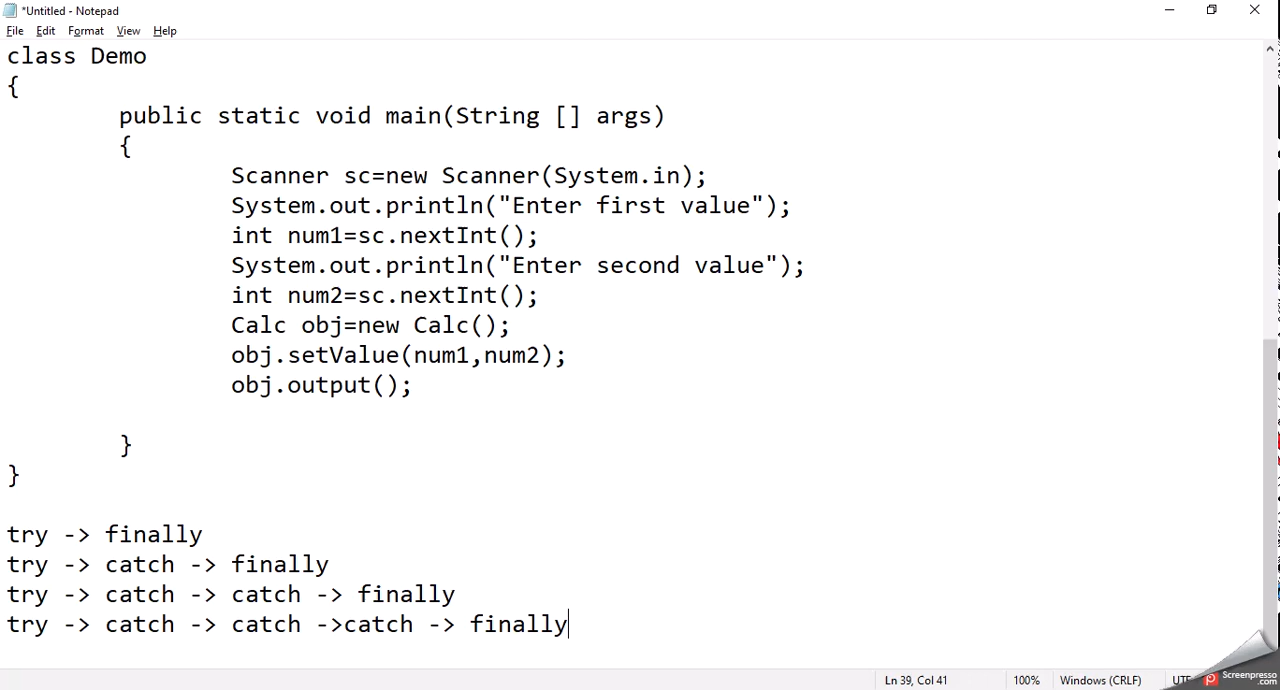 *Untitled - Notepad
File Edit Format View Help
class Demo
{
public static void main(String [] args)
{
Scanner sc=new Scanner(System.in);
System.out.println("Enter first value");
int num1=sc.nextInt();
System.out.println("Enter second value");
int num2=sc.nextInt();
Calc obj=new Calc();
obj.setValue(num1,num2);
obj.output();
}
}
try -> finally
try -> catch -> finally
try -> catch -> catch -> finally
try -> catch -> catch ->catch -> finally
Ln 39, Col 41 100% Windows (CRLF)
Screenpresso
.com